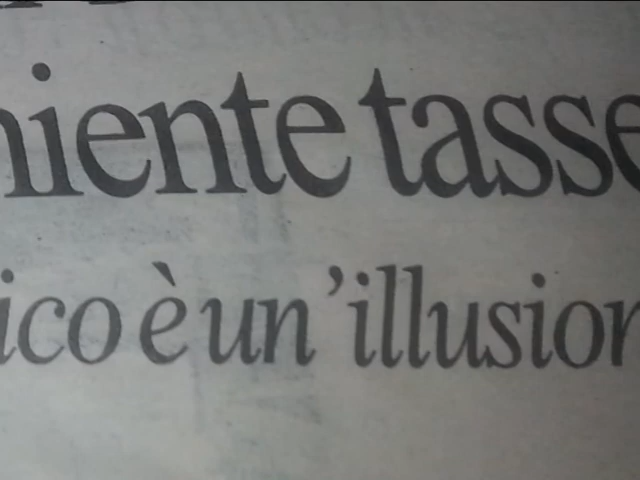 niente tasse
ico è un'illusion